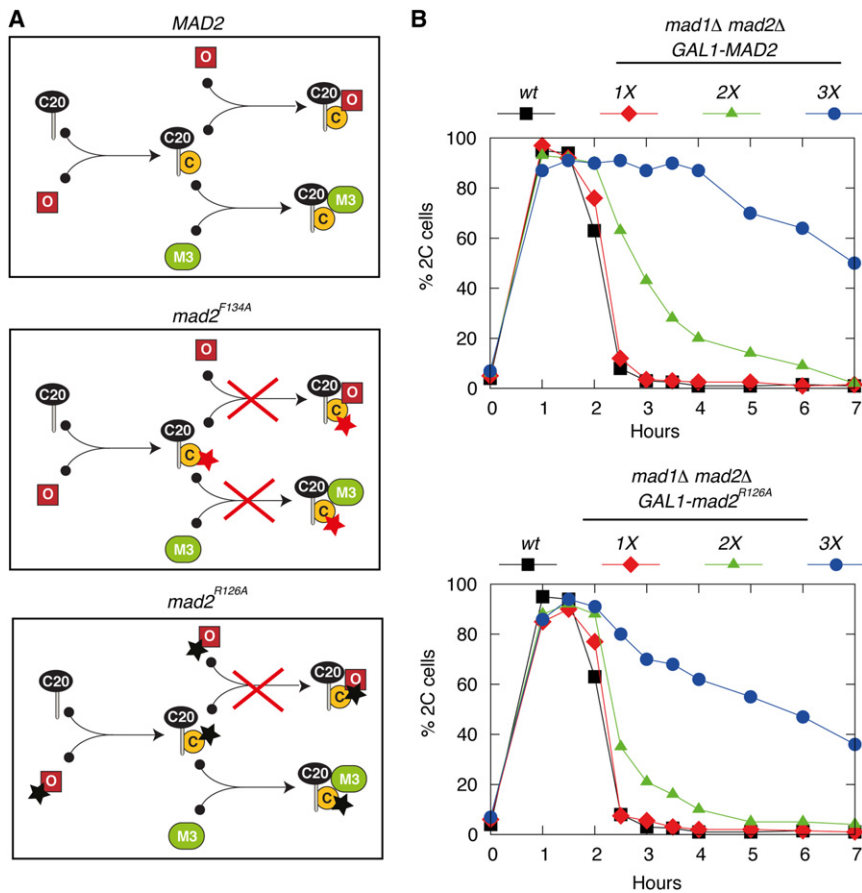 A
MAD2
O
C20
C20
O
C
C20
C
O
C20
M3
C
M3
mad2F134A
O
C20
C20
O
C
C20
C
O
C20
M3
C
M3
mad2R126A
O
C20
C20
O
C
C20
C
O
C20
M3
C
M3
B
mad1Δ mad2Δ
GAL1-MAD2
wt 1X 2X 3X
% 2C cells
100
80
60
40
20
0
0 1 2 3 4 5 6 7
Hours
mad1Δ mad2Δ
GAL1-mad2R126A
wt 1X 2X 3X
% 2C cells
100
80
60
40
20
0
0 1 2 3 4 5 6 7
Hours